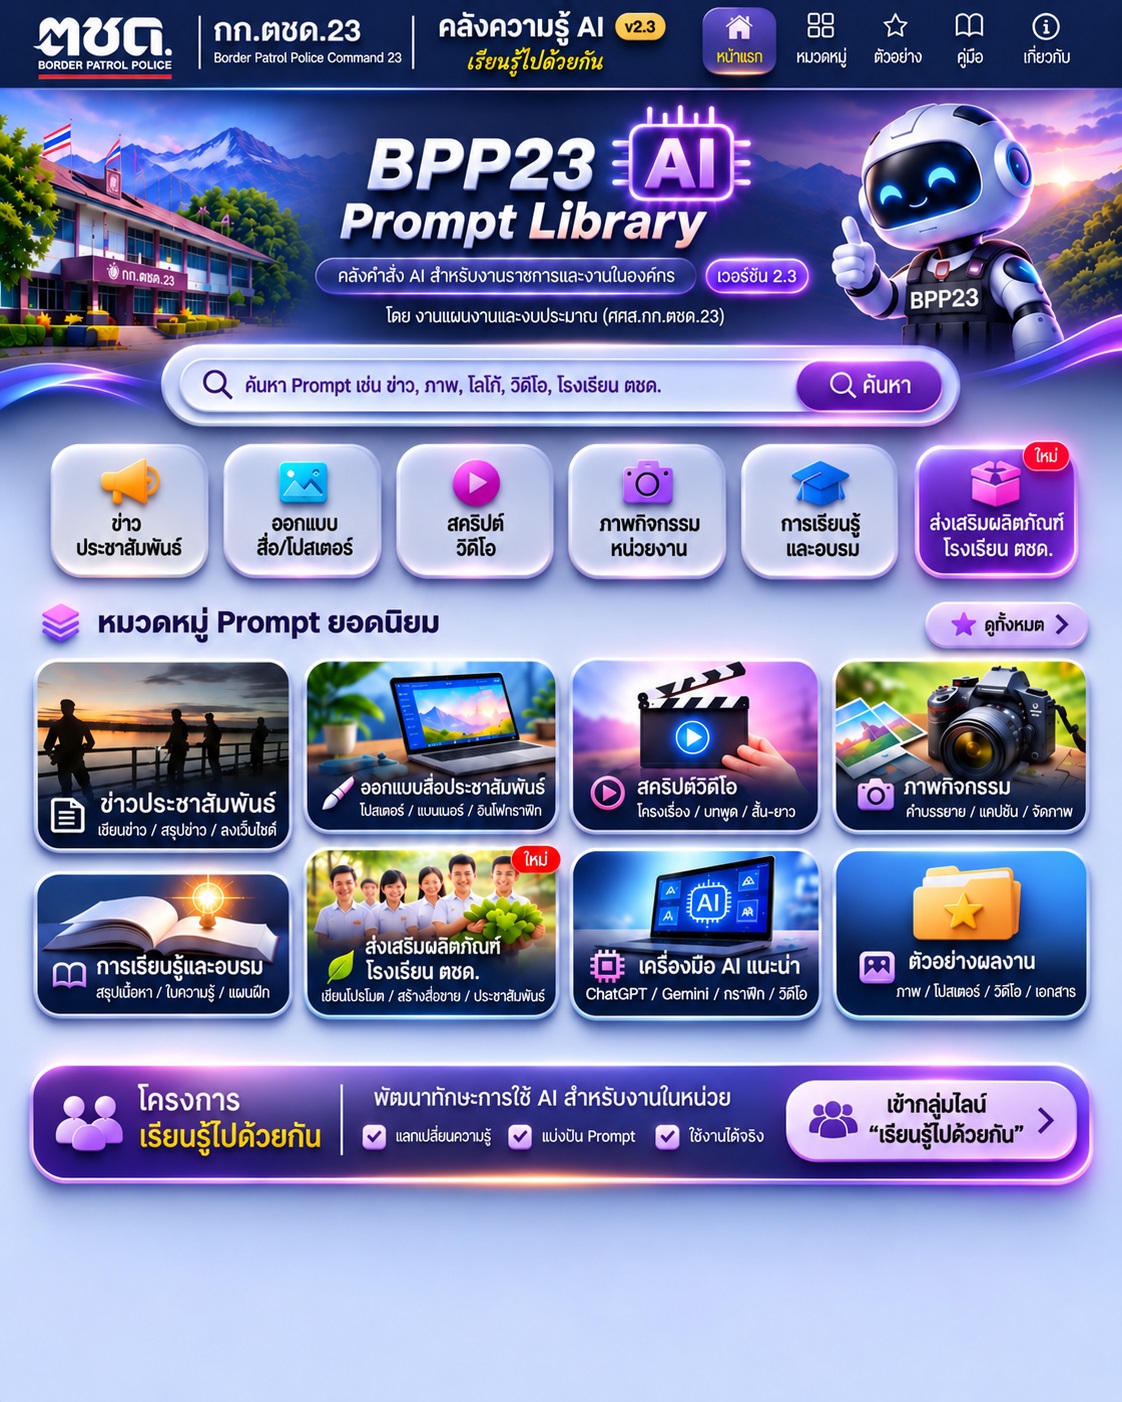 ตชด.
BORDER PATROL POLICE
กก.ตชด.23
Border Patrol Police Command 23
คลังความรู้ AI v2.3
เรียนรู้ไปด้วยกัน
หน้าแรก
หมวดหมู่
ตัวอย่าง
คู่มือ
เกี่ยวกับ
BPP23 AI
Prompt Library
กก.ตชด.23
BPP23
คลังคำสั่ง AI สำหรับงานราชการและงานในองค์กร
เวอร์ชัน 2.3
โดย งานแผนงานและงบประมาณ (ศศส.กก.ตชด.23)
ค้นหา Prompt เช่น ข่าว, ภาพ, โลโก้, วิดีโอ, โรงเรียน ตชด.
ค้นหา
ข่าว
ประชาสัมพันธ์
ออกแบบ
สื่อ/โปสเตอร์
สคริปต์
วิดีโอ
ภาพกิจกรรม
หน่วยงาน
การเรียนรู้
และอบรม
ใหม่
ส่งเสริมผลิตภัณฑ์
โรงเรียน ตชด.
หมวดหมู่ Prompt ยอดนิยม
ดูทั้งหมด
ข่าวประชาสัมพันธ์
เขียนข่าว / สรุปข่าว / ลงเว็บไซต์
ออกแบบสื่อประชาสัมพันธ์
โปสเตอร์ / แบนเนอร์ / อินโฟกราฟิก
สคริปต์วิดีโอ
โครงเรื่อง / บทพูด / สั้น-ยาว
ภาพกิจกรรม
คำบรรยาย / แคปชัน / จัดภาพ
การเรียนรู้และอบรม
สรุปเนื้อหา / ใบความรู้ / แผนฝึก
ใหม่
ส่งเสริมผลิตภัณฑ์
โรงเรียน ตชด.
เขียนโปรโมต / สร้างสื่อขาย / ประชาสัมพันธ์
AI
เครื่องมือ AI แนะนำ
ChatGPT / Gemini / กราฟิก / วิดีโอ
ตัวอย่างผลงาน
ภาพ / โปสเตอร์ / วิดีโอ / เอกสาร
โครงการ
เรียนรู้ไปด้วยกัน
พัฒนาทักษะการใช้ AI สำหรับงานในหน่วย
แลกเปลี่ยนความรู้
แบ่งปัน Prompt
ใช้งานได้จริง
เข้ากลุ่มไลน์
“เรียนรู้ไปด้วยกัน”